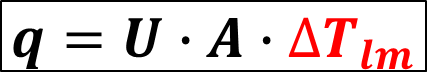 q = U · A · ΔT_lm